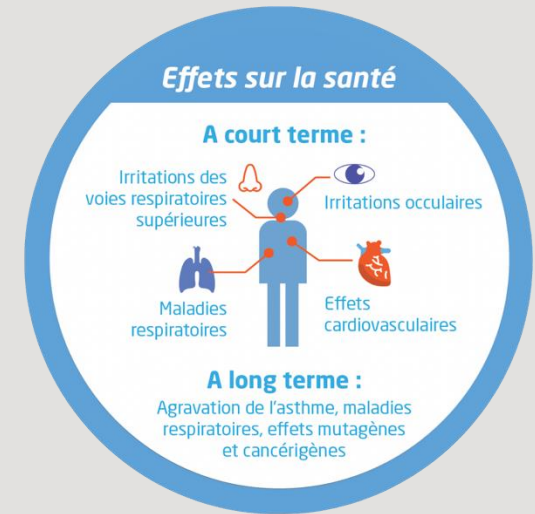 Effets sur la santé
A court terme :
Irritations des
voies respiratoires
supérieures
Irritations occulaires
Maladies
respiratoires
Effets
cardiovasculaires
A long terme :
Agravation de l'asthme, maladies
respiratoires, effets mutagènes
et cancérigènes